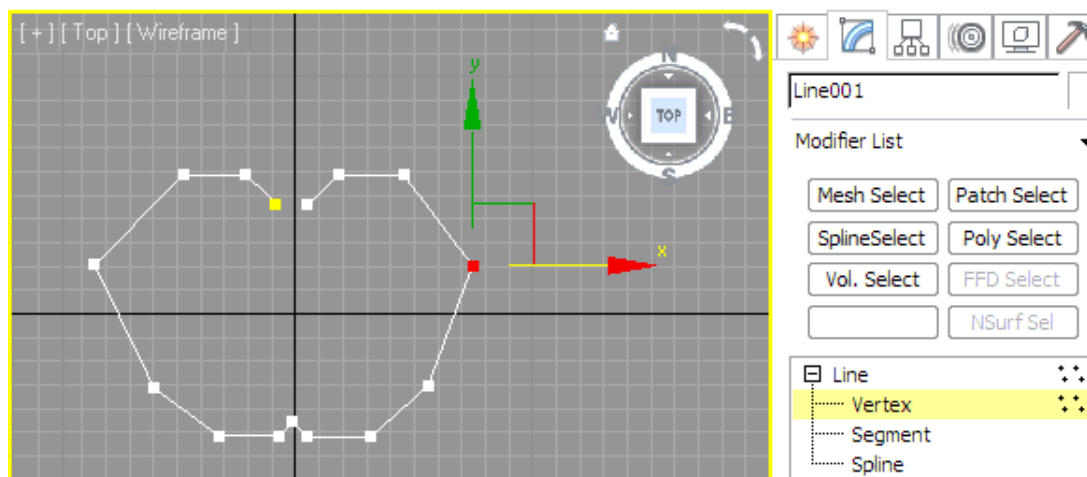 [ + ] [ Top ] [ Wireframe ]
y
x
N
W
TOP
E
S
Line001
Modifier List
Mesh Select
Patch Select
SplineSelect
Poly Select
Vol. Select
FFD Select
NSurf Sel
Line
Vertex
Segment
Spline